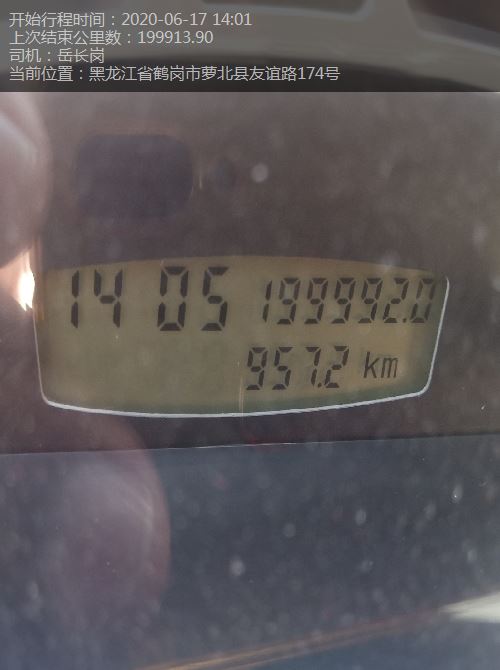 开始行程时间：2020-06-17 14:01
上次结束公里数：199913.90
司机：岳长岗
当前位置：黑龙江省鹤岗市萝北县友谊路174号
14 05 199992.0
957.2 km